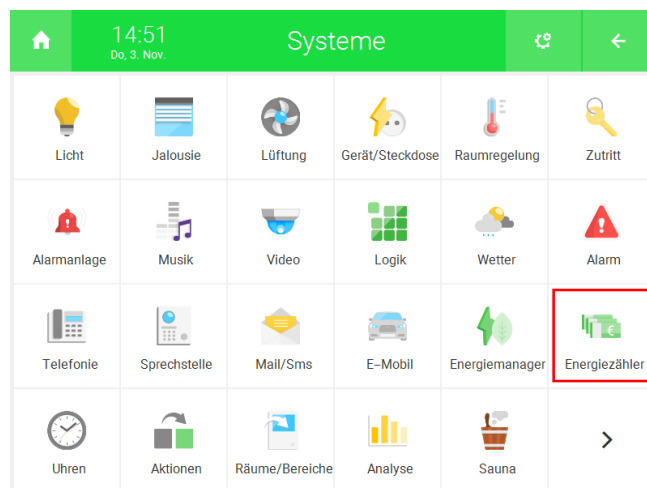 14:51
Do, 3. Nov.
Systeme
Licht
Jalousie
Lüftung
Gerät/Steckdose
Raumregelung
Zutritt
Alarmanlage
Musik
Video
Logik
Wetter
Alarm
Telefonie
Sprechstelle
Mail/Sms
E-Mobil
Energiemanager
Energiezähler
€
Uhren
Aktionen
Räume/Bereiche
Analyse
Sauna